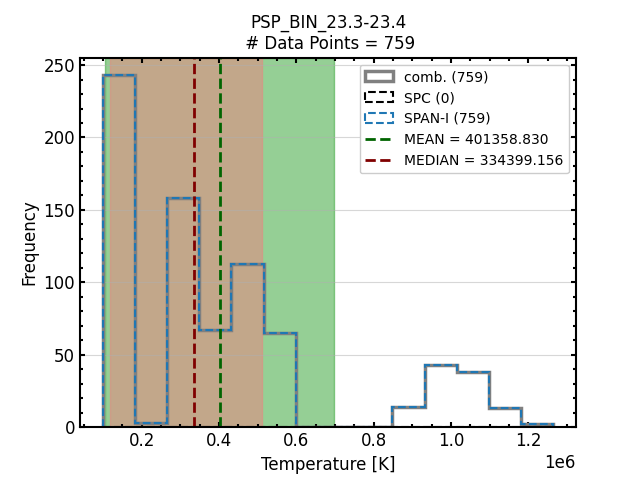 PSP_BIN_23.3-23.4
# Data Points = 759
comb. (759)
SPC (0)
SPAN-I (759)
MEAN = 401358.830
MEDIAN = 334399.156
Frequency
250
200
150
100
50
0
0.2 0.4 0.6 0.8 1.0 1.2
1e6
Temperature [K]